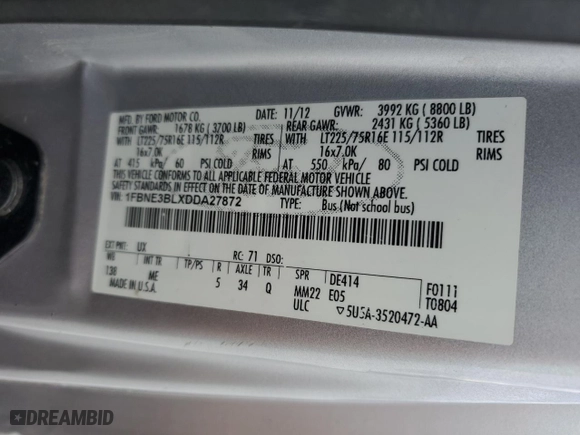 MFD. BY FORD MOTOR CO.
DATE: 11/12 GVWR: 3992 KG ( 8800 LB)
FRONT GAWR: 1678 KG ( 3700 LB) REAR GAWR: 2431 KG ( 5360 LB)
WITH LT225/75R16E 115/112R TIRES WITH LT225/75R16E 115/112R TIRES
16x7.0K RIMS 16x7.0K RIMS
AT 415 kPa/ 60 PSI COLD AT 550 kPa/ 80 PSI COLD
THIS VEHICLE CONFORMS TO ALL APPLICABLE FEDERAL MOTOR VEHICLE
SAFETY STANDARDS IN EFFECT ON THE DATE OF MANUFACTURE SHOWN ABOVE.
VIN: 1FBNE3BLXDDA27872 TYPE: Bus (Not school bus)
EXT PNT: UX RC: 71 DSO:
WB INT TR TP/PS R AXLE TR SPR DE414 F0111
138 ME 5 34 Q MM22 E05 T0804
MADE IN U.S.A. ULC ▽5U5A-3520472-AA
DREAMBID